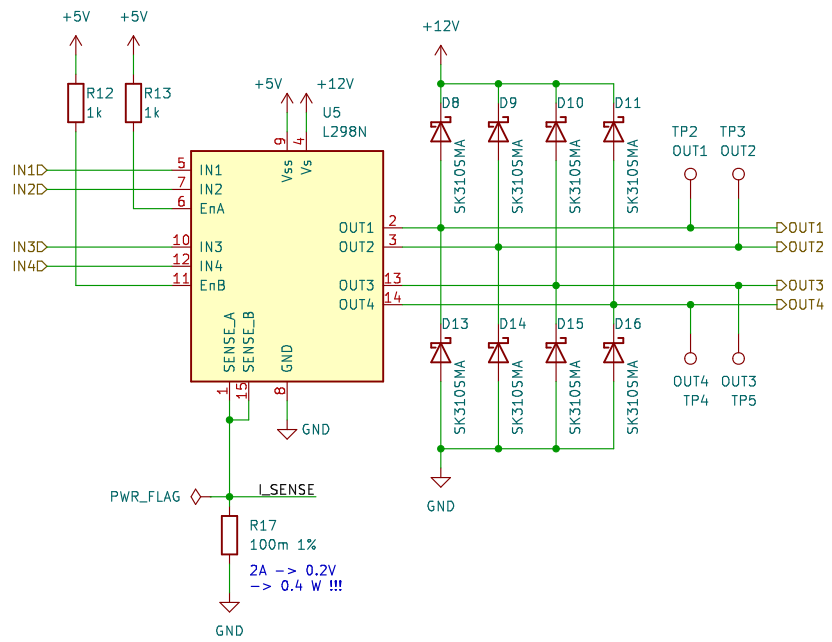 +5V
+5V
R12
1k
R13
1k
+5V
+12V
U5
L298N
9
Vss
4
Vs
IN1
5
IN1
IN2
7
IN2
6
EnA
IN3
10
IN3
IN4
12
IN4
11
EnB
OUT1
2
OUT2
3
OUT3
13
OUT4
14
SENSE_A
1
SENSE_B
15
GND
8
GND
PWR_FLAG
I_SENSE
R17
100m 1%
2A -> 0.2V
-> 0.4 W !!!
GND
+12V
D8
SK310SMA
D9
SK310SMA
D10
SK310SMA
D11
SK310SMA
D13
SK310SMA
D14
SK310SMA
D15
SK310SMA
D16
SK310SMA
GND
TP2
OUT1
TP3
OUT2
OUT1
OUT2
OUT3
OUT4
OUT4
TP4
OUT3
TP5